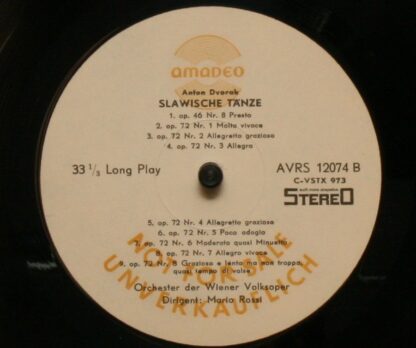 amadeo
Anton Dvorak
SLAWISCHE TÄNZE
1. op. 46 Nr. 8 Presto
2. op. 72 Nr. 1 Molto vivace
3. op. 72 Nr. 2 Allegretto grazioso
4. op. 72 Nr. 3 Allegro
33 1/3 Long Play
AVRS 12074 B
C-VSTX 973
STEREO
5. op. 72 Nr. 4 Allegretto grazioso
6. op. 72 Nr. 5 Poco adagio
7. op. 72 Nr. 6 Moderato quasi Minuetto
8. op. 72 Nr. 7 Allegro vivace
9. op. 72 Nr. 8 Grazioso e lento ma non troppo,
quasi tempo di valse
NOT FOR SALE
UNVERKÄUFLICH
Orchester der Wiener Volksoper
Dirigent: Mario Rossi